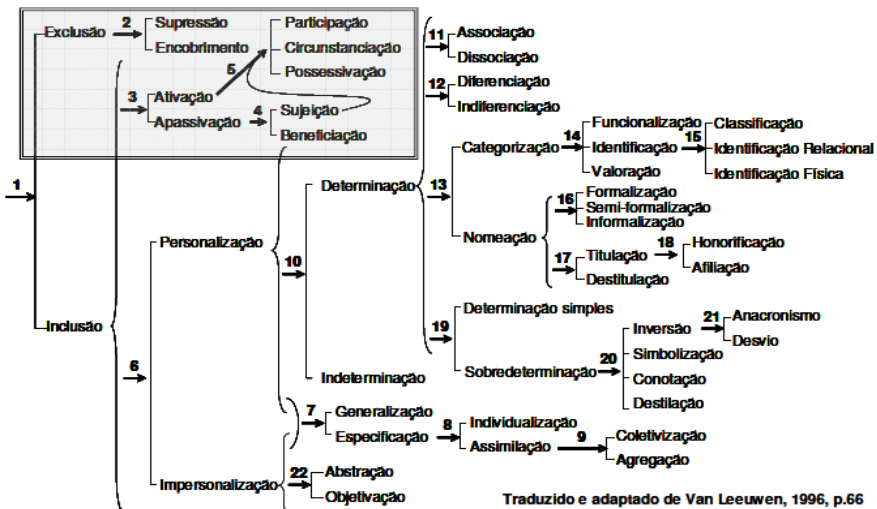 Exclusão
2
Supressão
Encobrimento
5
Participação
Circunstanciação
Possessivação
3
Ativação
Apassivação
4
Sujeição
Beneficiação
1
Inclusão
6
Personalização
Impersonalização
10
Determinação
Indeterminação
7
Generalização
Especificação
8
Individualização
Assimilação
9
Coletivização
Agregação
22
Abstração
Objetivação
11
Associação
Dissociação
12
Diferenciação
Indiferenciação
13
Categorização
Nomeação
14
Funcionalização
Identificação
Valoração
15
Classificação
Identificação Relacional
Identificação Física
16
Formalização
Semi-formalização
Informalização
17
Titulação
Destitulação
18
Honorificação
Afiliação
19
Determinação simples
Sobredeterminação
20
Inversão
Simbolização
Conotação
Destilação
21
Anacronismo
Desvio
Traduzido e adaptado de Van Leeuwen, 1996, p.66